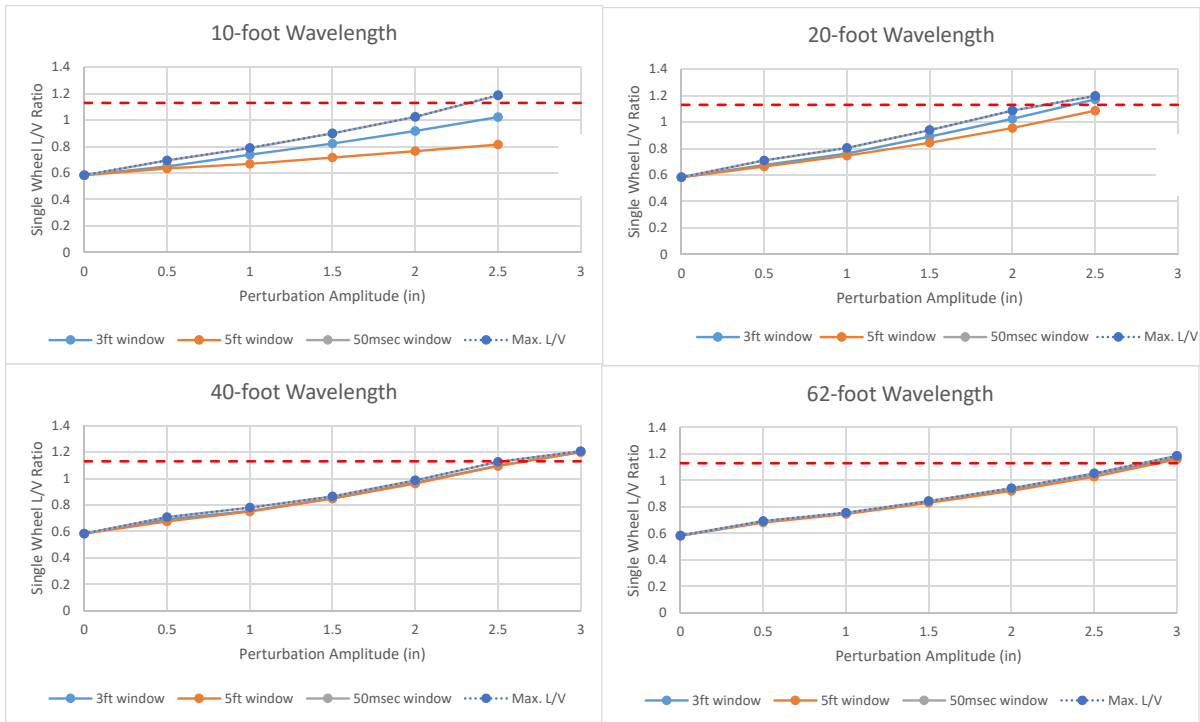 10-foot Wavelength
Single Wheel L/V Ratio
1.4
1.2
1
0.8
0.6
0.4
0.2
0
0 0.5 1 1.5 2 2.5 3
Perturbation Amplitude (in)
3ft window 5ft window 50msec window Max. L/V
20-foot Wavelength
Single Wheel L/V Ratio
1.4
1.2
1
0.8
0.6
0.4
0.2
0
0 0.5 1 1.5 2 2.5 3
Perturbation Amplitude (in)
3ft window 5ft window 50msec window Max. L/V
40-foot Wavelength
Single Wheel L/V Ratio
1.4
1.2
1
0.8
0.6
0.4
0.2
0
0 0.5 1 1.5 2 2.5 3
Perturbation Amplitude (in)
3ft window 5ft window 50msec window Max. L/V
62-foot Wavelength
Single Wheel L/V Ratio
1.4
1.2
1
0.8
0.6
0.4
0.2
0
0 0.5 1 1.5 2 2.5 3
Perturbation Amplitude (in)
3ft window 5ft window 50msec window Max. L/V